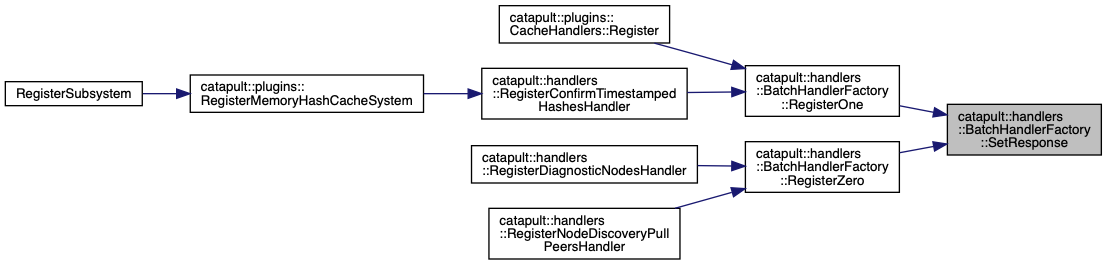 catapult::plugins::
CacheHandlers::Register
RegisterSubsystem
catapult::plugins::
RegisterMemoryHashCacheSystem
catapult::handlers
::RegisterConfirmTimestamped
HashesHandler
catapult::handlers
::BatchHandlerFactory
::RegisterOne
catapult::handlers
::BatchHandlerFactory
::SetResponse
catapult::handlers
::RegisterDiagnosticNodesHandler
catapult::handlers
::BatchHandlerFactory
::RegisterZero
catapult::handlers
::RegisterNodeDiscoveryPull
PeersHandler